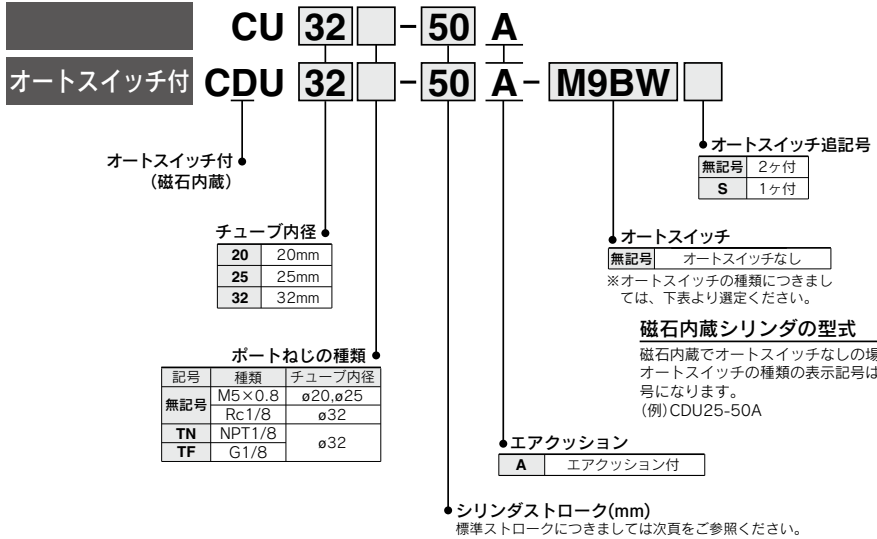 CU 32 - 50 A
オートスイッチ付 CDU 32 - 50 A - M9BW
オートスイッチ付
(磁石内蔵)
チューブ内径
20 20mm
25 25mm
32 32mm
ポートねじの種類
記号 種類 チューブ内径
無記号 M5×0.8 ø20,ø25
Rc1/8 ø32
TN NPT1/8 ø32
TF G1/8
オートスイッチ追記号
無記号 2ヶ付
S 1ヶ付
オートスイッチ
無記号 オートスイッチなし
※オートスイッチの種類につきまし
ては、下表より選定ください。
磁石内蔵シリンダの型式
磁石内蔵でオートスイッチなしの場
オートスイッチの種類の表示記号は
号になります。
(例)CDU25-50A
エアクッション
A エアクッション付
シリンダストローク(mm)
標準ストロークにつきましては次頁をご参照ください。